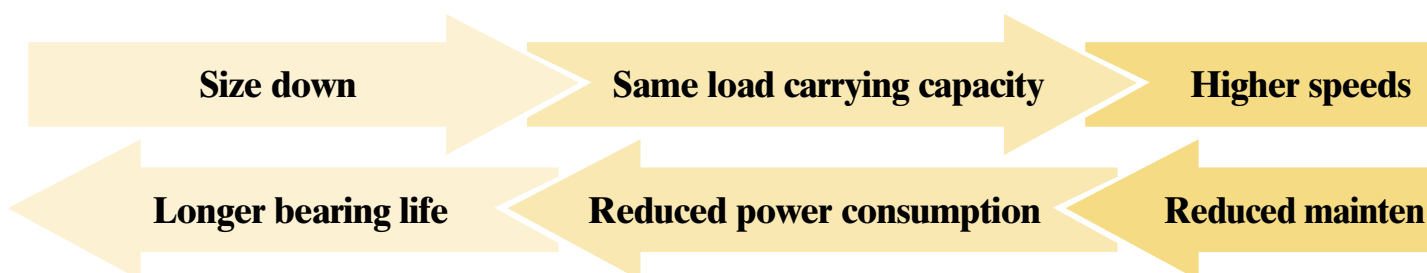 Size down Same load carrying capacity Higher speeds
Longer bearing life Reduced power consumption Reduced mainten